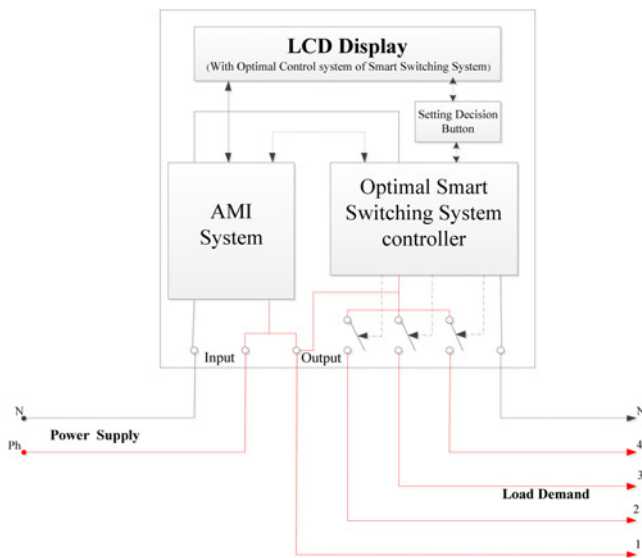 LCD Display
(With Optimal Control system of Smart Switching System)
Setting Decision
Button
AMI
System
Optimal Smart
Switching System
controller
Input
Output
N
Power Supply
Ph
N
4
3
Load Demand
2
1